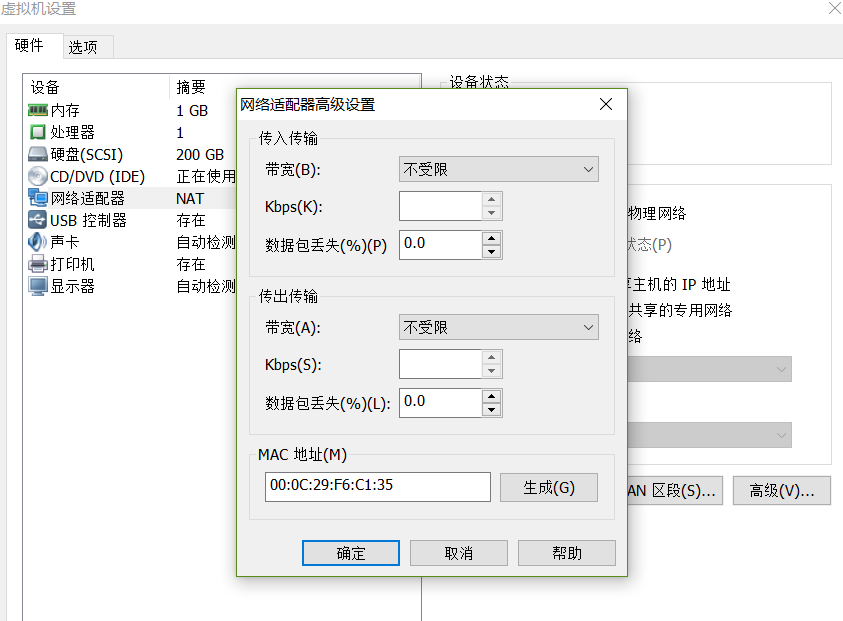 虚拟机设置
硬件 选项
设备 摘要
内存 1 GB
处理器 1
硬盘(SCSI) 200 GB
CD/DVD (IDE) 正在使用
网络适配器 NAT
USB 控制器 存在
声卡 自动检测
打印机 存在
显示器 自动检测
设备状态
物理网络
状态(P)
享主机的 IP 地址
共享的专用网络
络
AN 区段(S)...
高级(V)...
网络适配器高级设置
传入传输
带宽(B): 不受限
Kbps(K):
数据包丢失(%)(P) 0.0
传出传输
带宽(A): 不受限
Kbps(S):
数据包丢失(%)(L): 0.0
MAC 地址(M)
00:0C:29:F6:C1:35 生成(G)
确定 取消 帮助